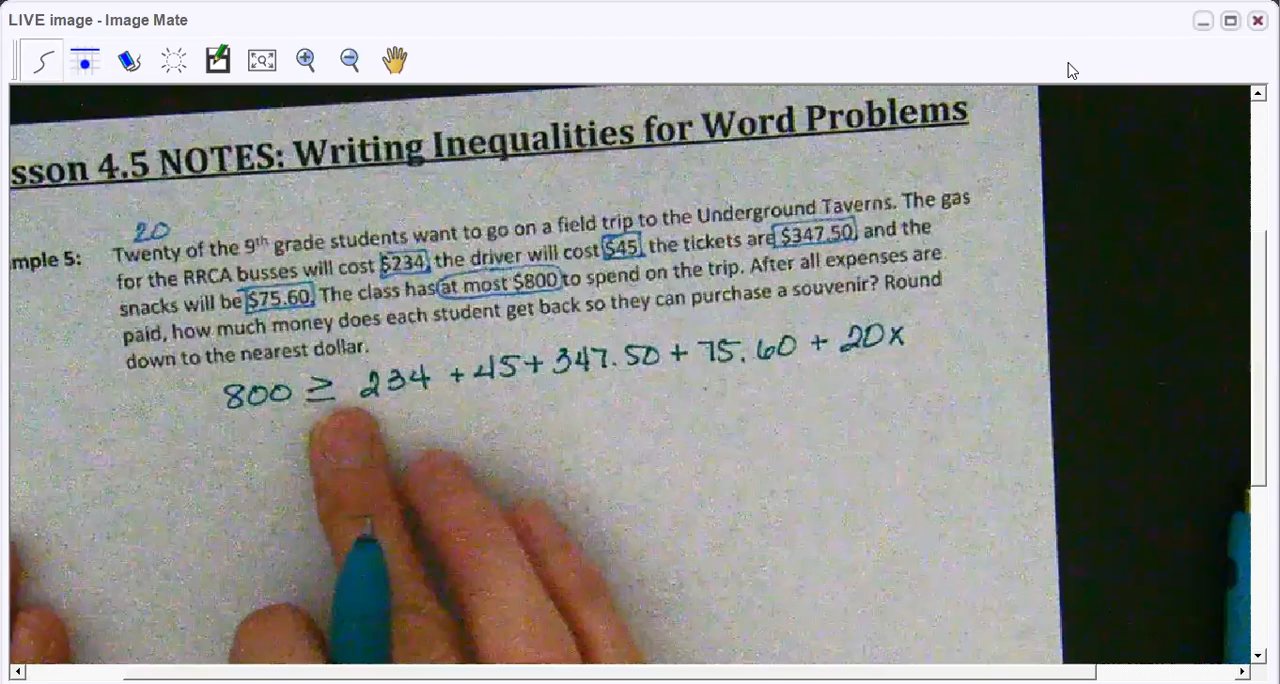 LIVE image - Image Mate
sson 4.5 NOTES: Writing Inequalities for Word Problems
20
mple 5: Twenty of the 9th grade students want to go on a field trip to the Underground Taverns. The gas
for the RRCA busses will cost $234, the driver will cost $45, the tickets are $347.50, and the
snacks will be $75.60. The class has at most $800 to spend on the trip. After all expenses are
paid, how much money does each student get back so they can purchase a souvenir? Round
down to the nearest dollar.
800 ≥ 234 + 45 + 347.50 + 75.60 + 20x